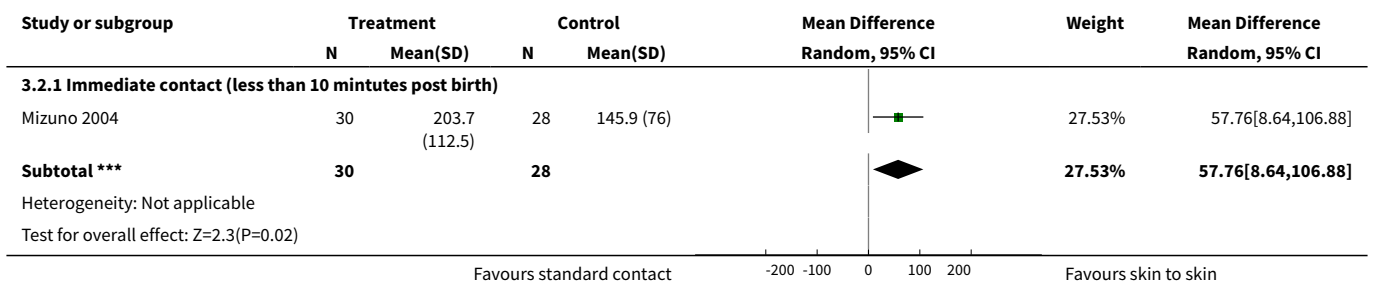 Study or subgroup Treatment Control Mean Difference Weight Mean Difference
N Mean(SD) N Mean(SD) Random, 95% CI Random, 95% CI
3.2.1 Immediate contact (less than 10 mintutes post birth)
Mizuno 2004 30 203.7 28 145.9 (76) 27.53% 57.76[8.64,106.88]
(112.5)
Subtotal *** 30 28 27.53% 57.76[8.64,106.88]
Heterogeneity: Not applicable
Test for overall effect: Z=2.3(P=0.02)
Favours standard contact -200 -100 0 100 200 Favours skin to skin